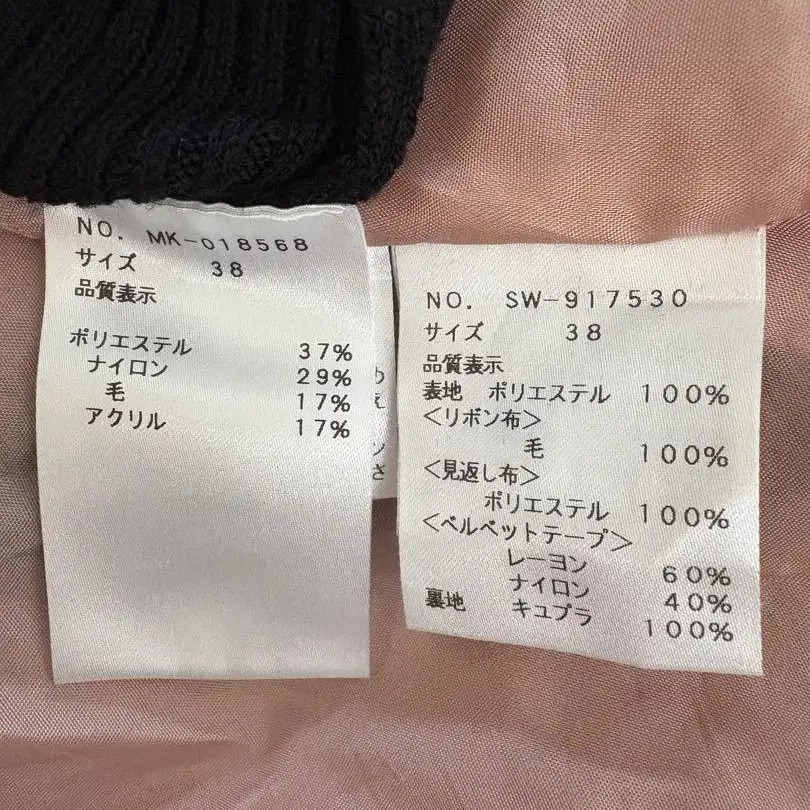 NO. MK-018568
サイズ 38
品質表示
ポリエステル 37%
ナイロン 29%
毛 17%
アクリル 17%
NO. SW-917530
サイズ 38
品質表示
表地 ポリエステル 100%
<リボン布>
毛 100%
<見返し布>
ポリエステル 100%
<ベルベットテープ>
レーヨン 60%
ナイロン 40%
裏地 キュプラ 100%